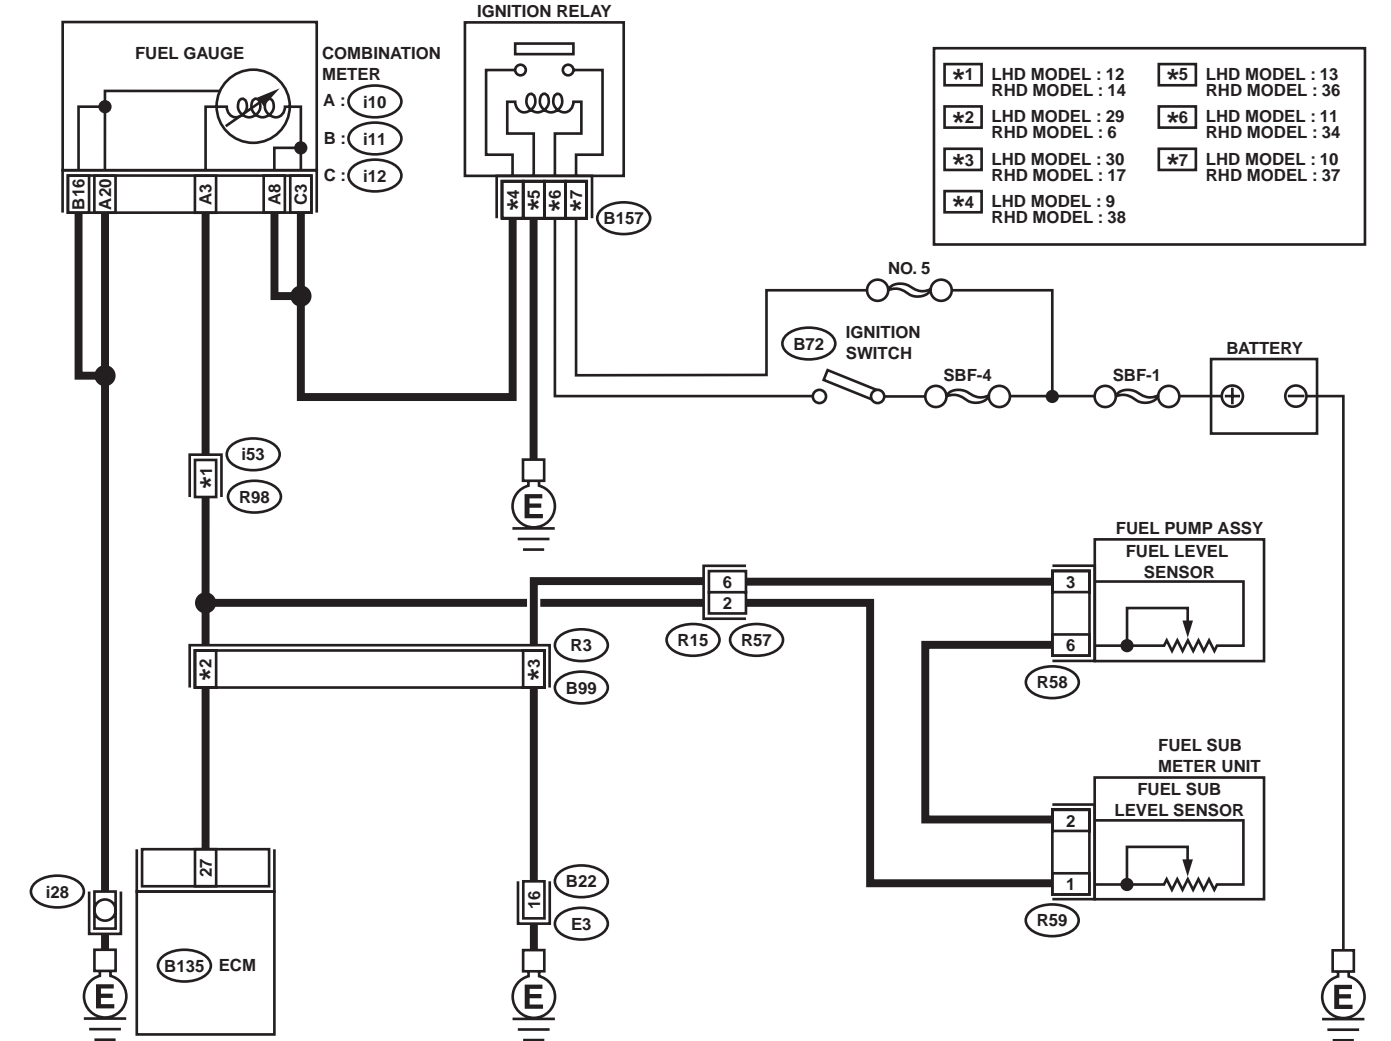 IGNITION RELAY
FUEL GAUGE
COMBINATION
METER
A : i10
B : i11
C : i12
B16
A20
A3
A8
C3
*4
*5
*6
*7
B157
*1 LHD MODEL : 12
RHD MODEL : 14
*2 LHD MODEL : 29
RHD MODEL : 6
*3 LHD MODEL : 30
RHD MODEL : 17
*4 LHD MODEL : 9
RHD MODEL : 38
*5 LHD MODEL : 13
RHD MODEL : 36
*6 LHD MODEL : 11
RHD MODEL : 34
*7 LHD MODEL : 10
RHD MODEL : 37
NO. 5
B72
IGNITION
SWITCH
SBF-4
SBF-1
BATTERY
i53
*1
R98
E
FUEL PUMP ASSY
FUEL LEVEL
SENSOR
6
2
3
6
R15
R57
R58
R3
*2
*3
B99
FUEL SUB
METER UNIT
FUEL SUB
LEVEL SENSOR
2
1
R59
27
i28
B22
16
E3
B135
ECM
E
E
E